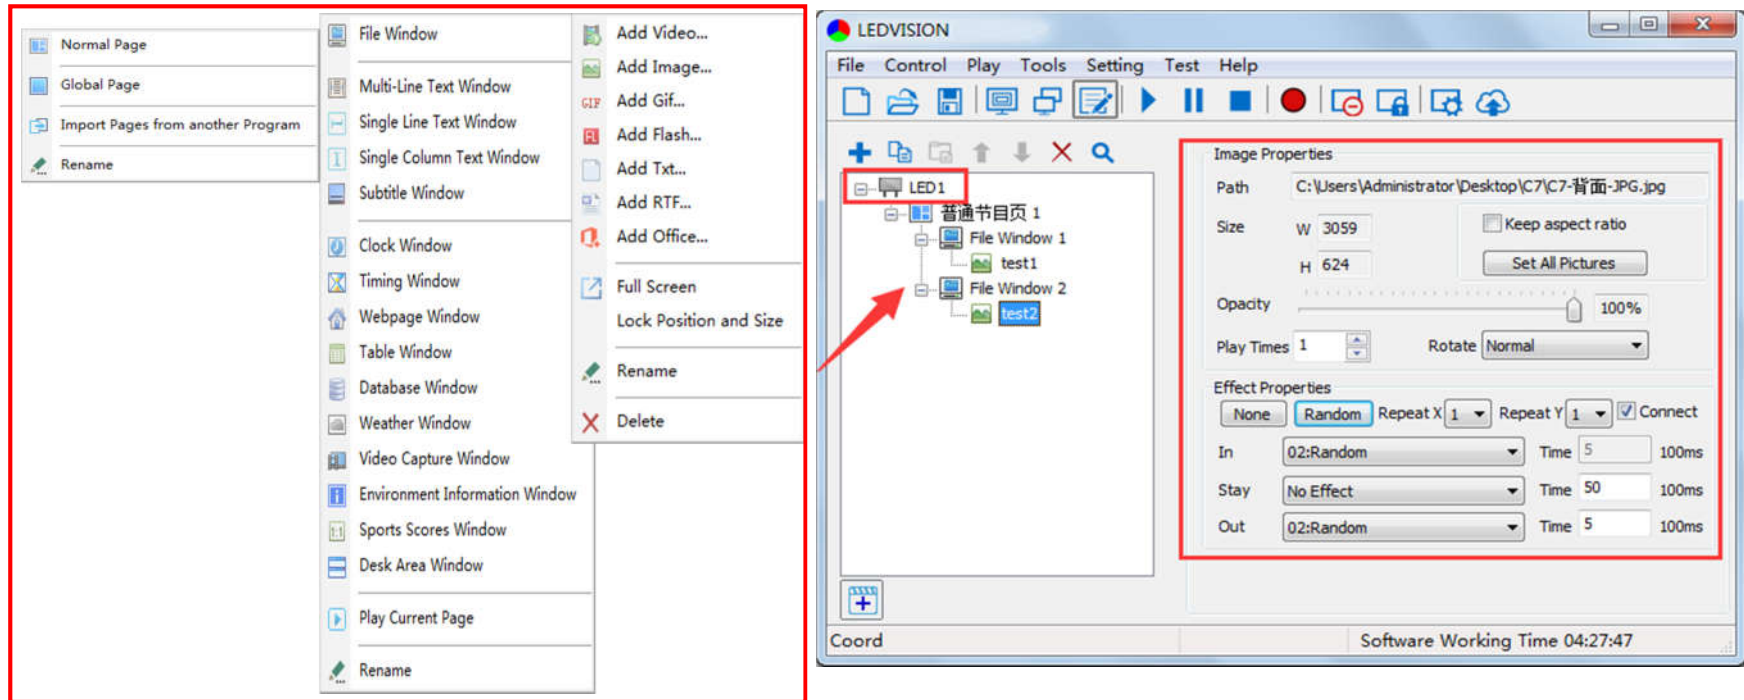 Normal Page
Global Page
Import Pages from another Program
Rename
File Window
Multi-Line Text Window
Single Line Text Window
Single Column Text Window
Subtitle Window
Clock Window
Timing Window
Webpage Window
Table Window
Database Window
Weather Window
Video Capture Window
Environment Information Window
Sports Scores Window
Desk Area Window
Play Current Page
Rename
Add Video...
Add Image...
GIF Add Gif...
Add Flash...
Add Txt...
Add RTF...
Add Office...
Full Screen
Lock Position and Size
Rename
Delete
LEDVISION
File Control Play Tools Setting Test Help
LED1
普通节目页 1
File Window 1
test1
File Window 2
test2
Image Properties
Path C:\Users\Administrator\Desktop\C7\C7-背面-JPG.jpg
Size W 3059 Keep aspect ratio
H 624 Set All Pictures
Opacity 100%
Play Times 1 Rotate Normal
Effect Properties
None Random Repeat X 1 Repeat Y 1 Connect
In 02:Random Time 5 100ms
Stay No Effect Time 50 100ms
Out 02:Random Time 5 100ms
Coord Software Working Time 04:27:47